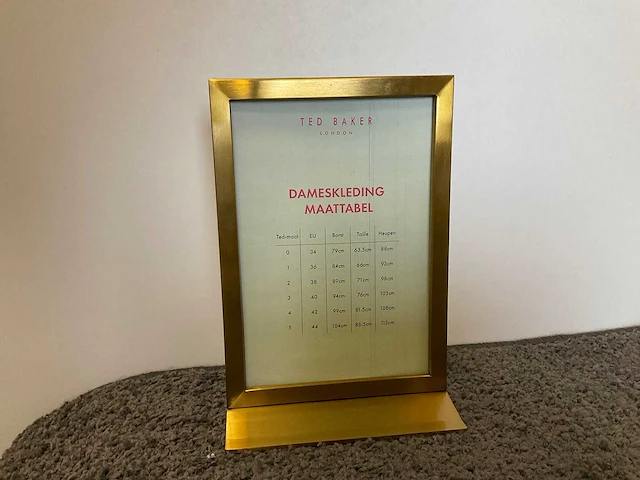 TED BAKER
LONDON
DAMESKLEDING
MAATTABEL
Ted-maat EU Borst Taille Heupen
0 34 79cm 63.5cm 88cm
1 36 84cm 66cm 93cm
2 38 89cm 71cm 98cm
3 40 94cm 76cm
4 42 99cm 81.5cm 108cm
5 44 104cm 86.5cm 113cm